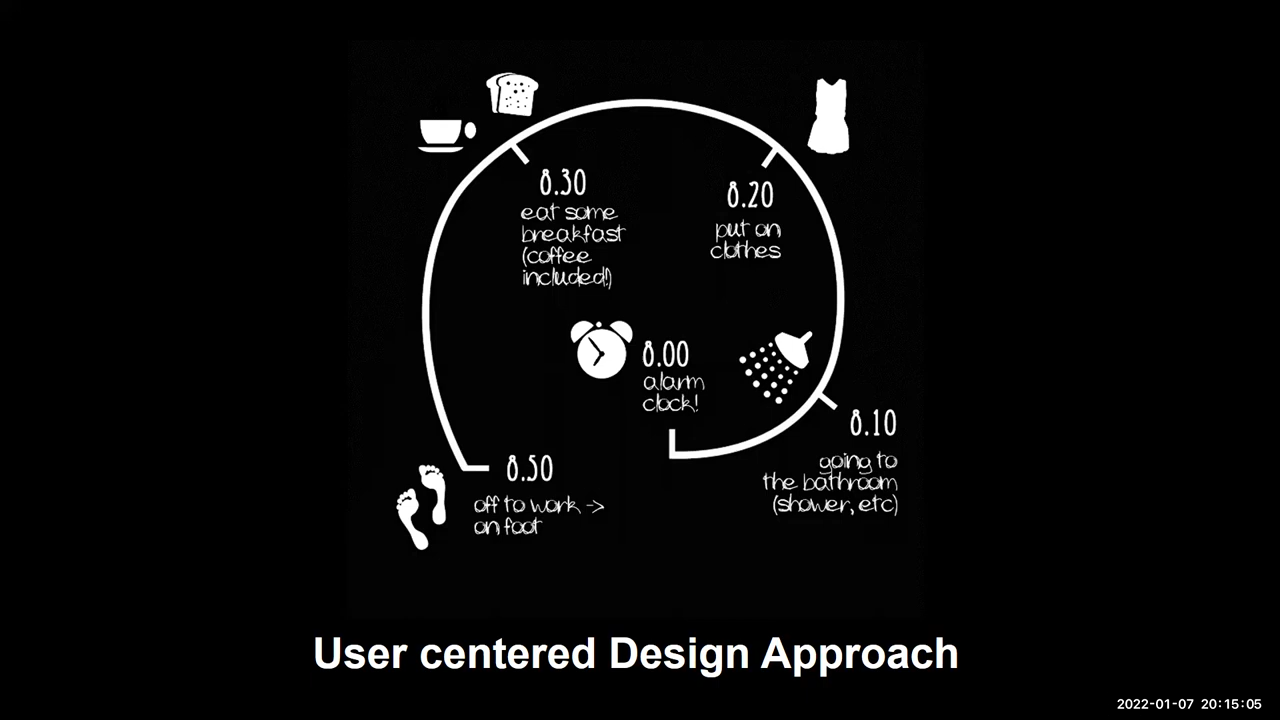 8.30
eat some
breakfast
(coffee
included!)
8.20
put on
clothes
8.00
alarm
clock!
8.10
going to
the bathroom
(shower, etc)
8.50
off to work ->
on foot
User centered Design Approach
2022-01-07 20:15:05